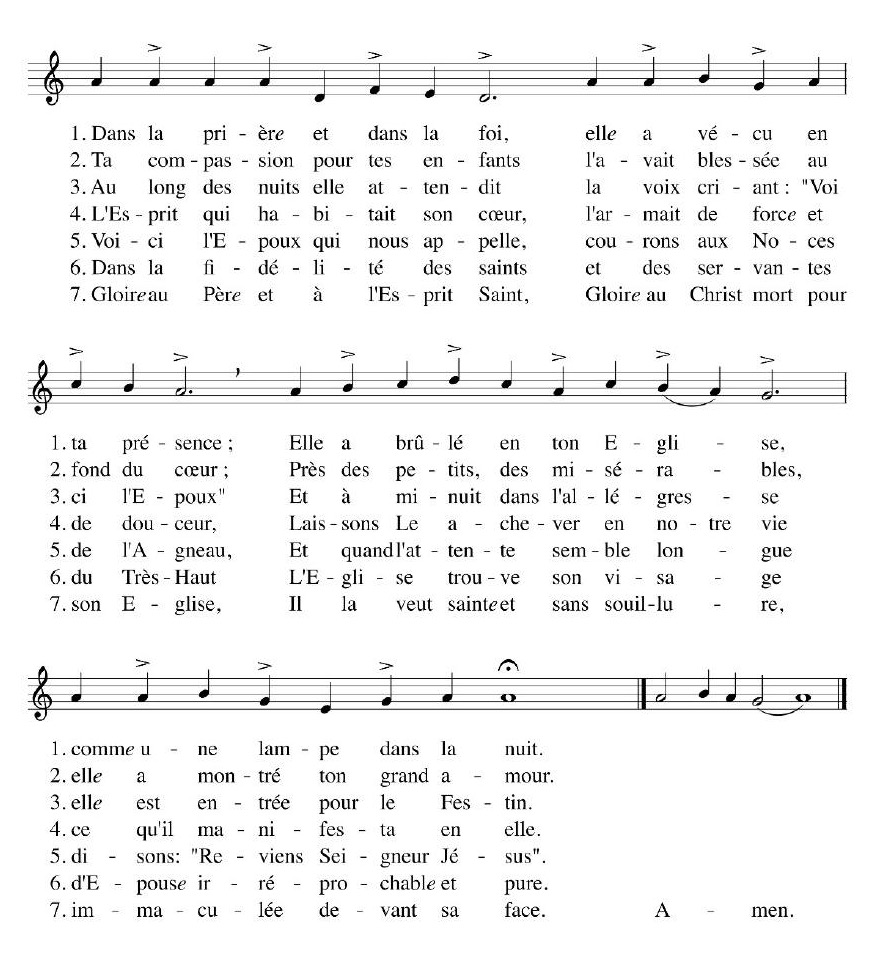 1. Dans la pri - ère et dans la foi, elle a vé - cu en
2. Ta com - pas - sion pour tes en - fants l'a - vait bles - sée au
3. Au long des nuits elle at - ten - dit la voix cri - ant : "Voi
4. L'Es - prit qui ha - bi - tait son cœur, l'ar - mait de force et
5. Voi - ci l'E - poux qui nous ap - pelle, cou - rons aux No - ces
6. Dans la fi - dé - li - té des saints et des ser - van - tes
7. Gloire au Père et à l'Es - prit Saint, Gloire au Christ mort pour
1. ta pré - sence ; Elle a brû - lé en ton E - gli - se,
2. fond du cœur ; Près des pe - tits, des mi - sé - ra - bles,
3. ci l'E - poux" Et à mi - nuit dans l'al - lé - gres - se
4. de dou - ceur, Lais - sons Le a - che - ver en no - tre vie
5. de l'A - gneau, Et quand l'at - ten - te sem - ble lon - gue
6. du Très - Haut L'E - gli - se trou - ve son vi - sa - ge
7. son E - glise, Il la veut sainte et sans souil - lu - re,
1. comme u - ne lam - pe dans la nuit.
2. elle a mon - tré ton grand a - mour.
3. elle est en - trée pour le Fes - tin.
4. ce qu'il ma - ni - fes - ta en elle.
5. di - sons: "Re - viens Sei - gneur Jé - sus".
6. d'E - pouse ir - ré - pro - chable et pure.
7. im - ma - cu - lée de - vant sa face. A - men.